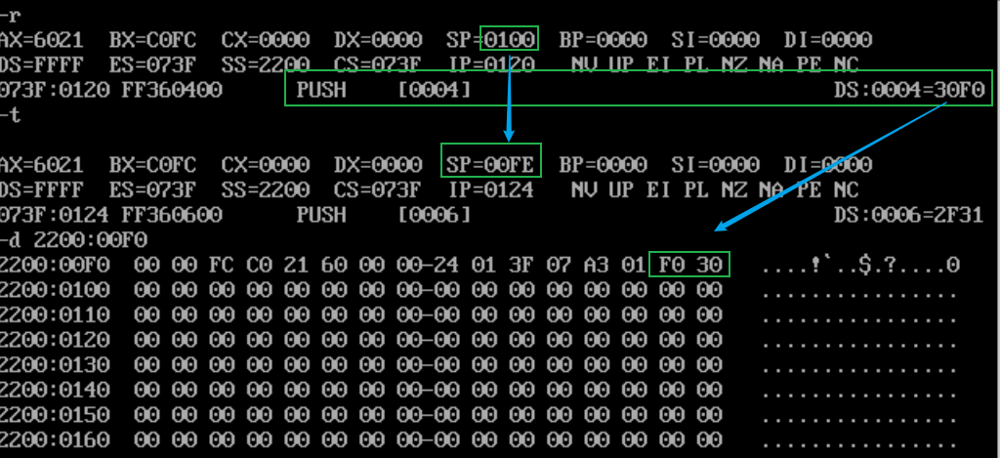 -r
AX=6021 BX=C0FC CX=0000 DX=0000 SP=0100 BP=0000 SI=0000 DI=0000
DS=FFFF ES=073F SS=2200 CS=073F IP=0120 NV UP EI PL NZ NA PE NC
073F:0120 FF360400 PUSH [0004] DS:0004=30F0
-t
AX=6021 BX=C0FC CX=0000 DX=0000 SP=00FE BP=0000 SI=0000 DI=0000
DS=FFFF ES=073F SS=2200 CS=073F IP=0124 NV UP EI PL NZ NA PE NC
073F:0124 FF360600 PUSH [0006] DS:0006=2F31
-d 2200:00F0
2200:00F0 00 00 FC C0 21 60 00 00-24 01 3F 07 A3 01 F0 30 ....!`..$.?....0
2200:0100 00 00 00 00 00 00 00 00-00 00 00 00 00 00 00 00 ................
2200:0110 00 00 00 00 00 00 00 00-00 00 00 00 00 00 00 00 ................
2200:0120 00 00 00 00 00 00 00 00-00 00 00 00 00 00 00 00 ................
2200:0130 00 00 00 00 00 00 00 00-00 00 00 00 00 00 00 00 ................
2200:0140 00 00 00 00 00 00 00 00-00 00 00 00 00 00 00 00 ................
2200:0150 00 00 00 00 00 00 00 00-00 00 00 00 00 00 00 00 ................
2200:0160 00 00 00 00 00 00 00 00-00 00 00 00 00 00 00 00 ................